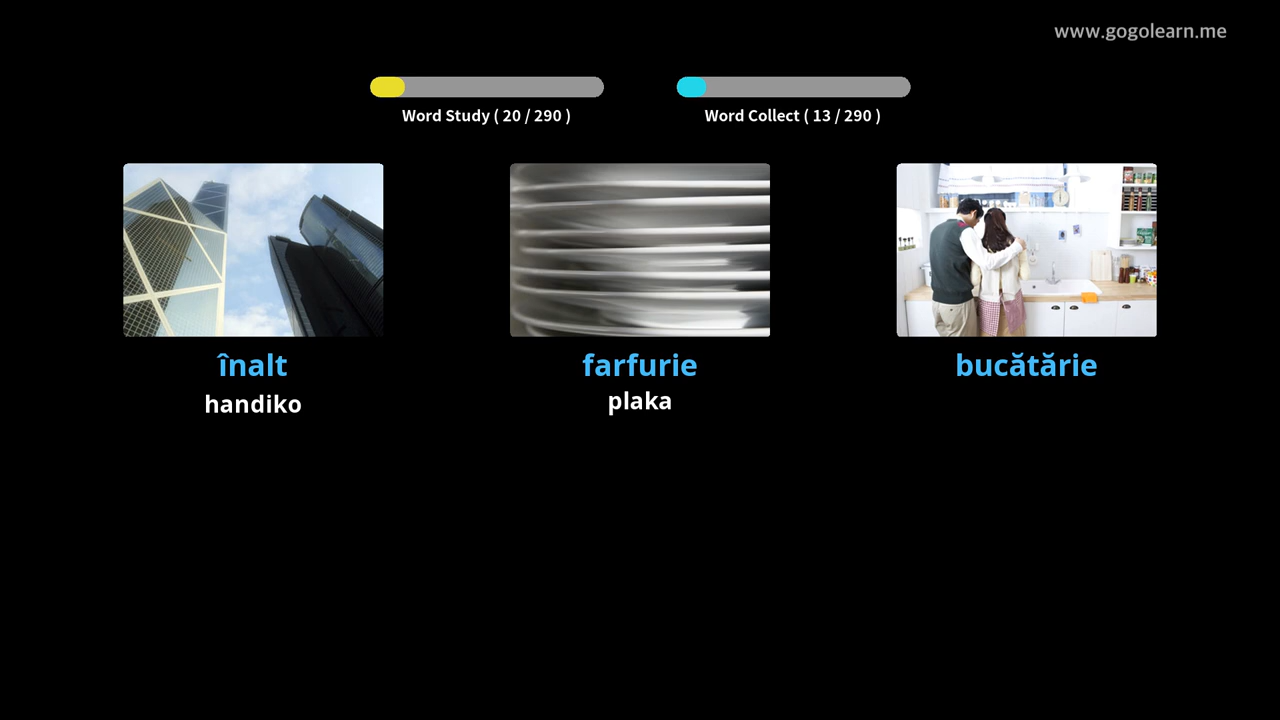 www.gogolearn.me
Word Study ( 20 / 290 )
Word Collect ( 13 / 290 )
înalt
farfurie
bucătărie
handiko
plaka